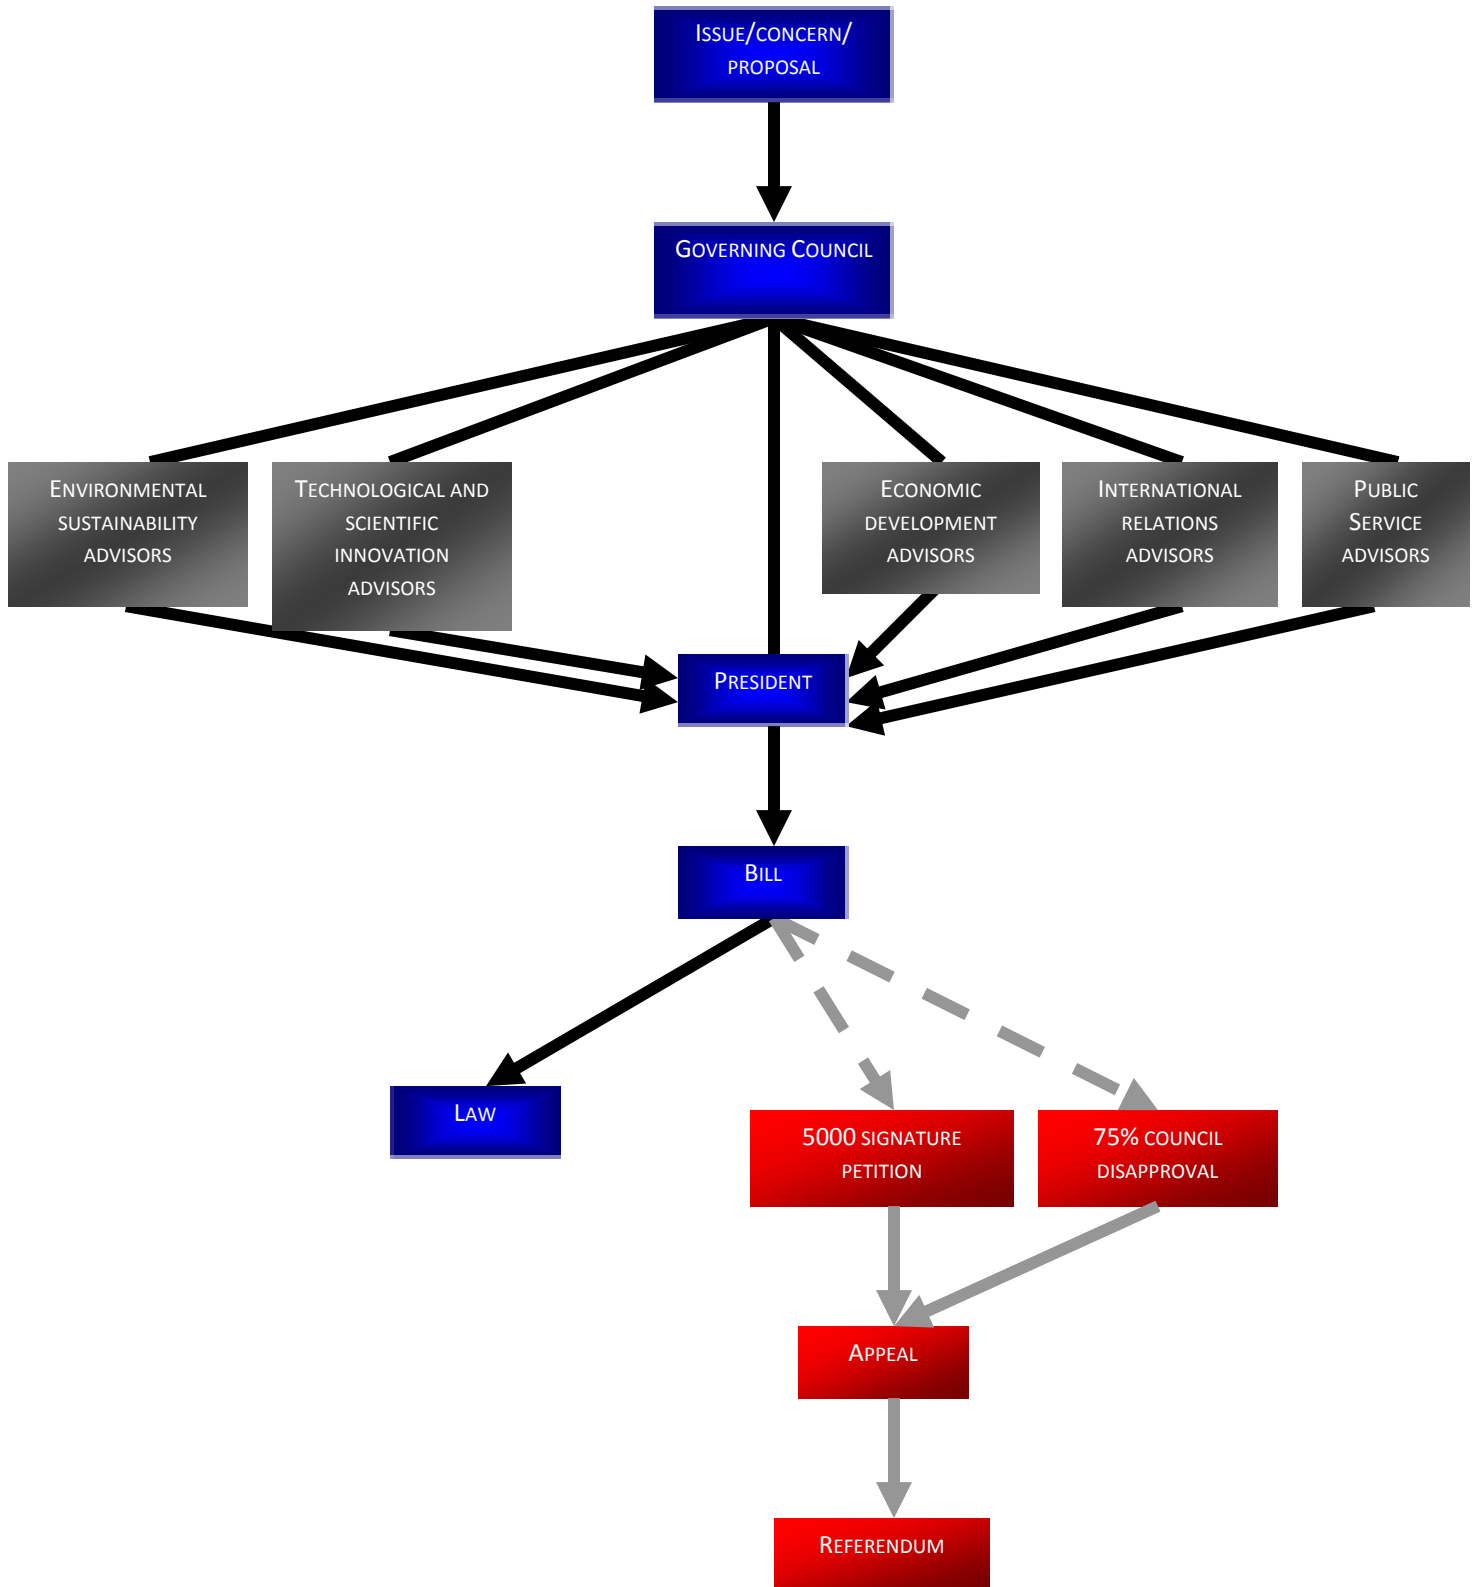 Issue/concern/
proposal
Governing Council
Environmental
sustainability
advisors
Technological and
scientific
innovation
advisors
Economic
development
advisors
International
relations
advisors
Public
Service
advisors
President
Bill
Law
5000 signature
petition
75% council
disapproval
Appeal
Referendum